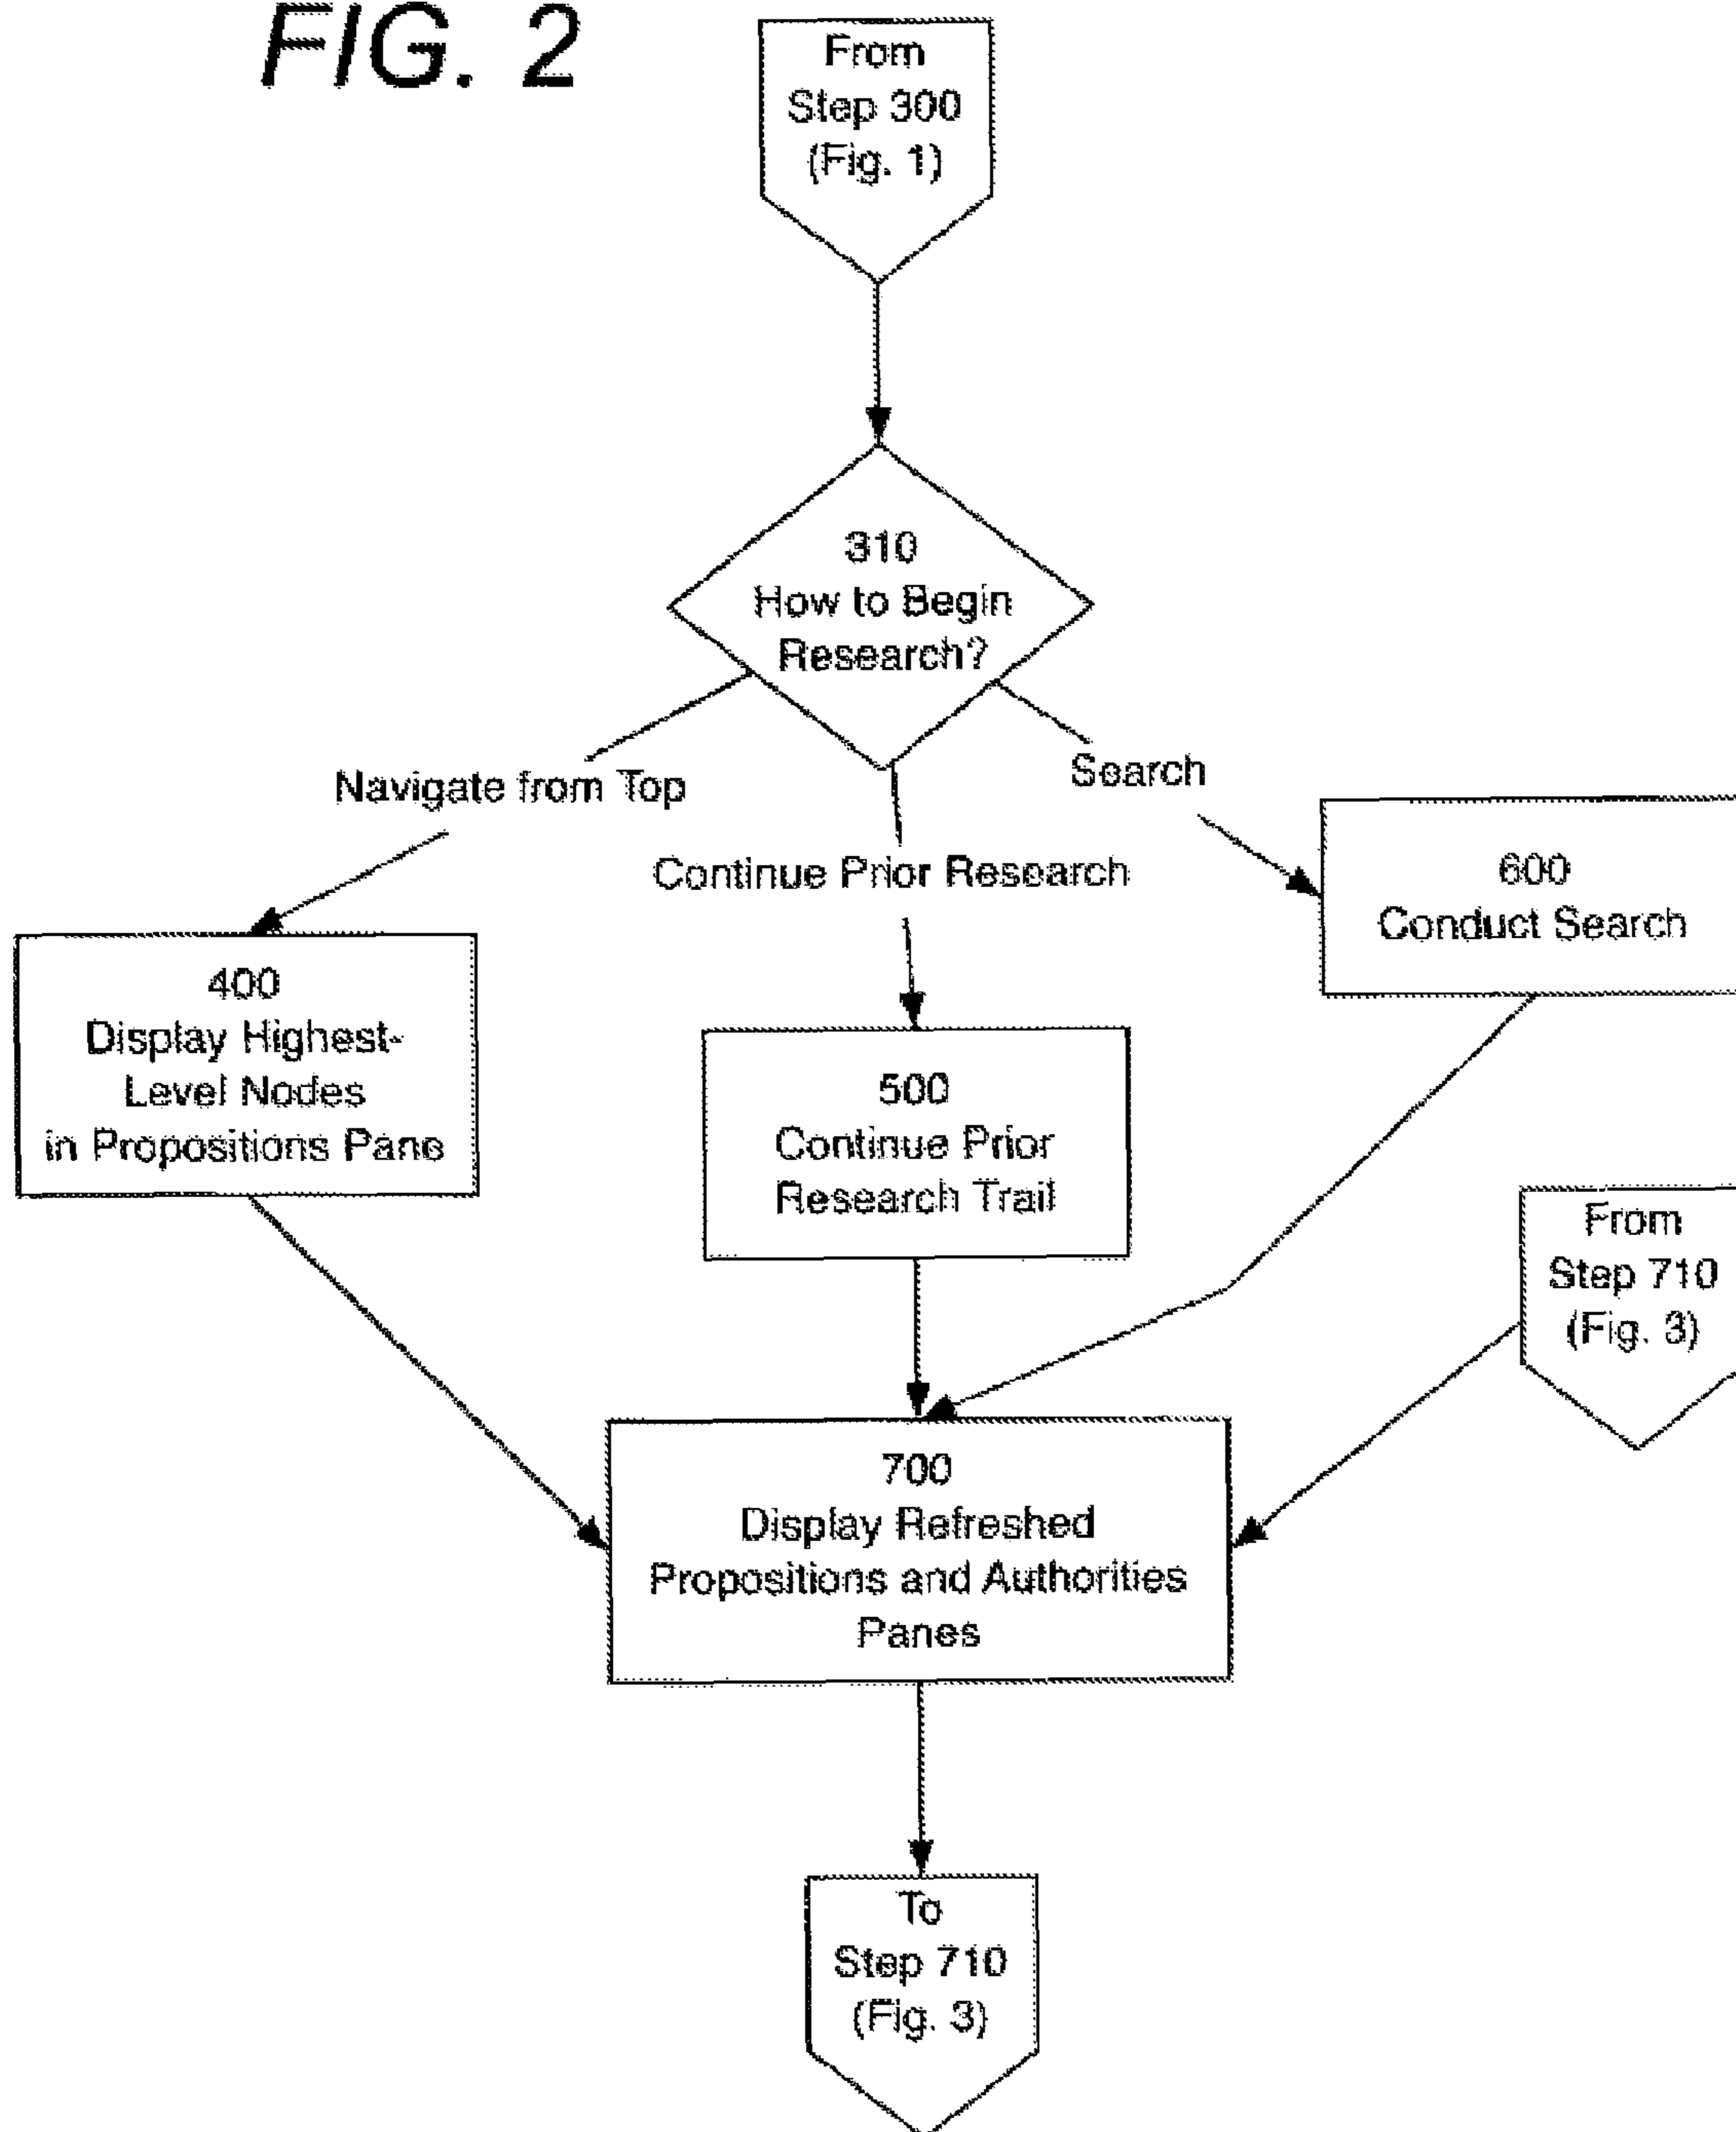 FIG. 2
From
Step 300
(Fig. 1)
310
How to Begin
Research?
Navigate from Top
Search
Continue Prior Research
600
Conduct Search
400
Display Highest-
Level Nodes
in Propositions Pane
500
Continue Prior
Research Trail
From
Step 710
(Fig. 3)
700
Display Refreshed
Propositions and Authorities
Panes
To
Step 710
(Fig. 3)